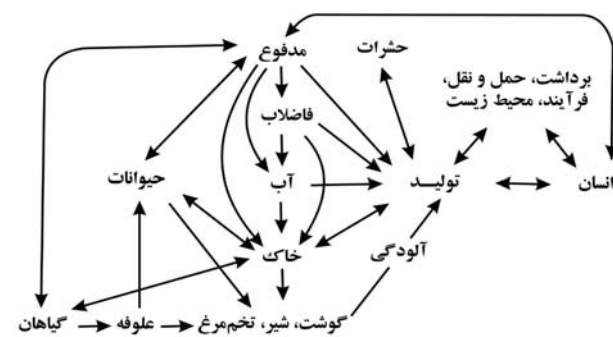 مدفوع
حشرات
برداشت، حمل و نقل،
فرآیند، محیط زیست
فاضلاب
حیوانات
آب
تولیـد
انسان
خاک
آلودگی
گیاهان
علوفه
گوشت، شیر، تخم‌مرغ